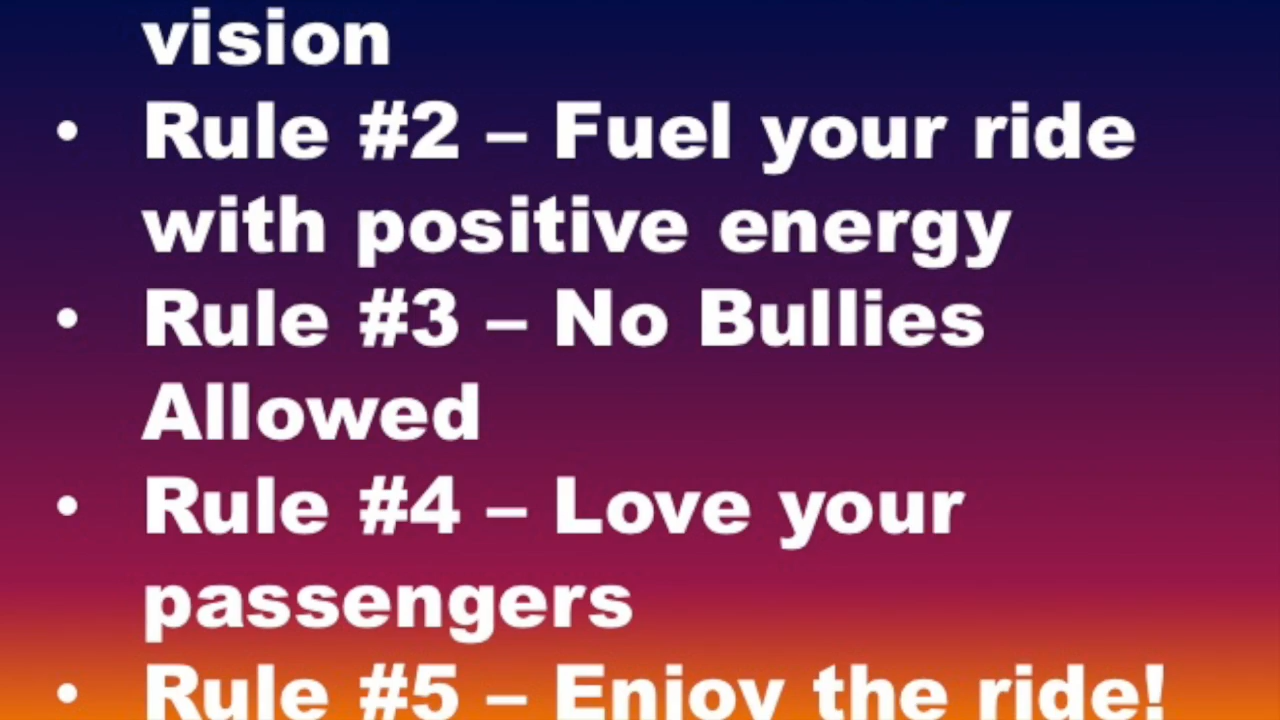 vision
• Rule #2 – Fuel your ride
with positive energy
• Rule #3 – No Bullies
Allowed
• Rule #4 – Love your
passengers
• Rule #5 – Enjoy the ride!